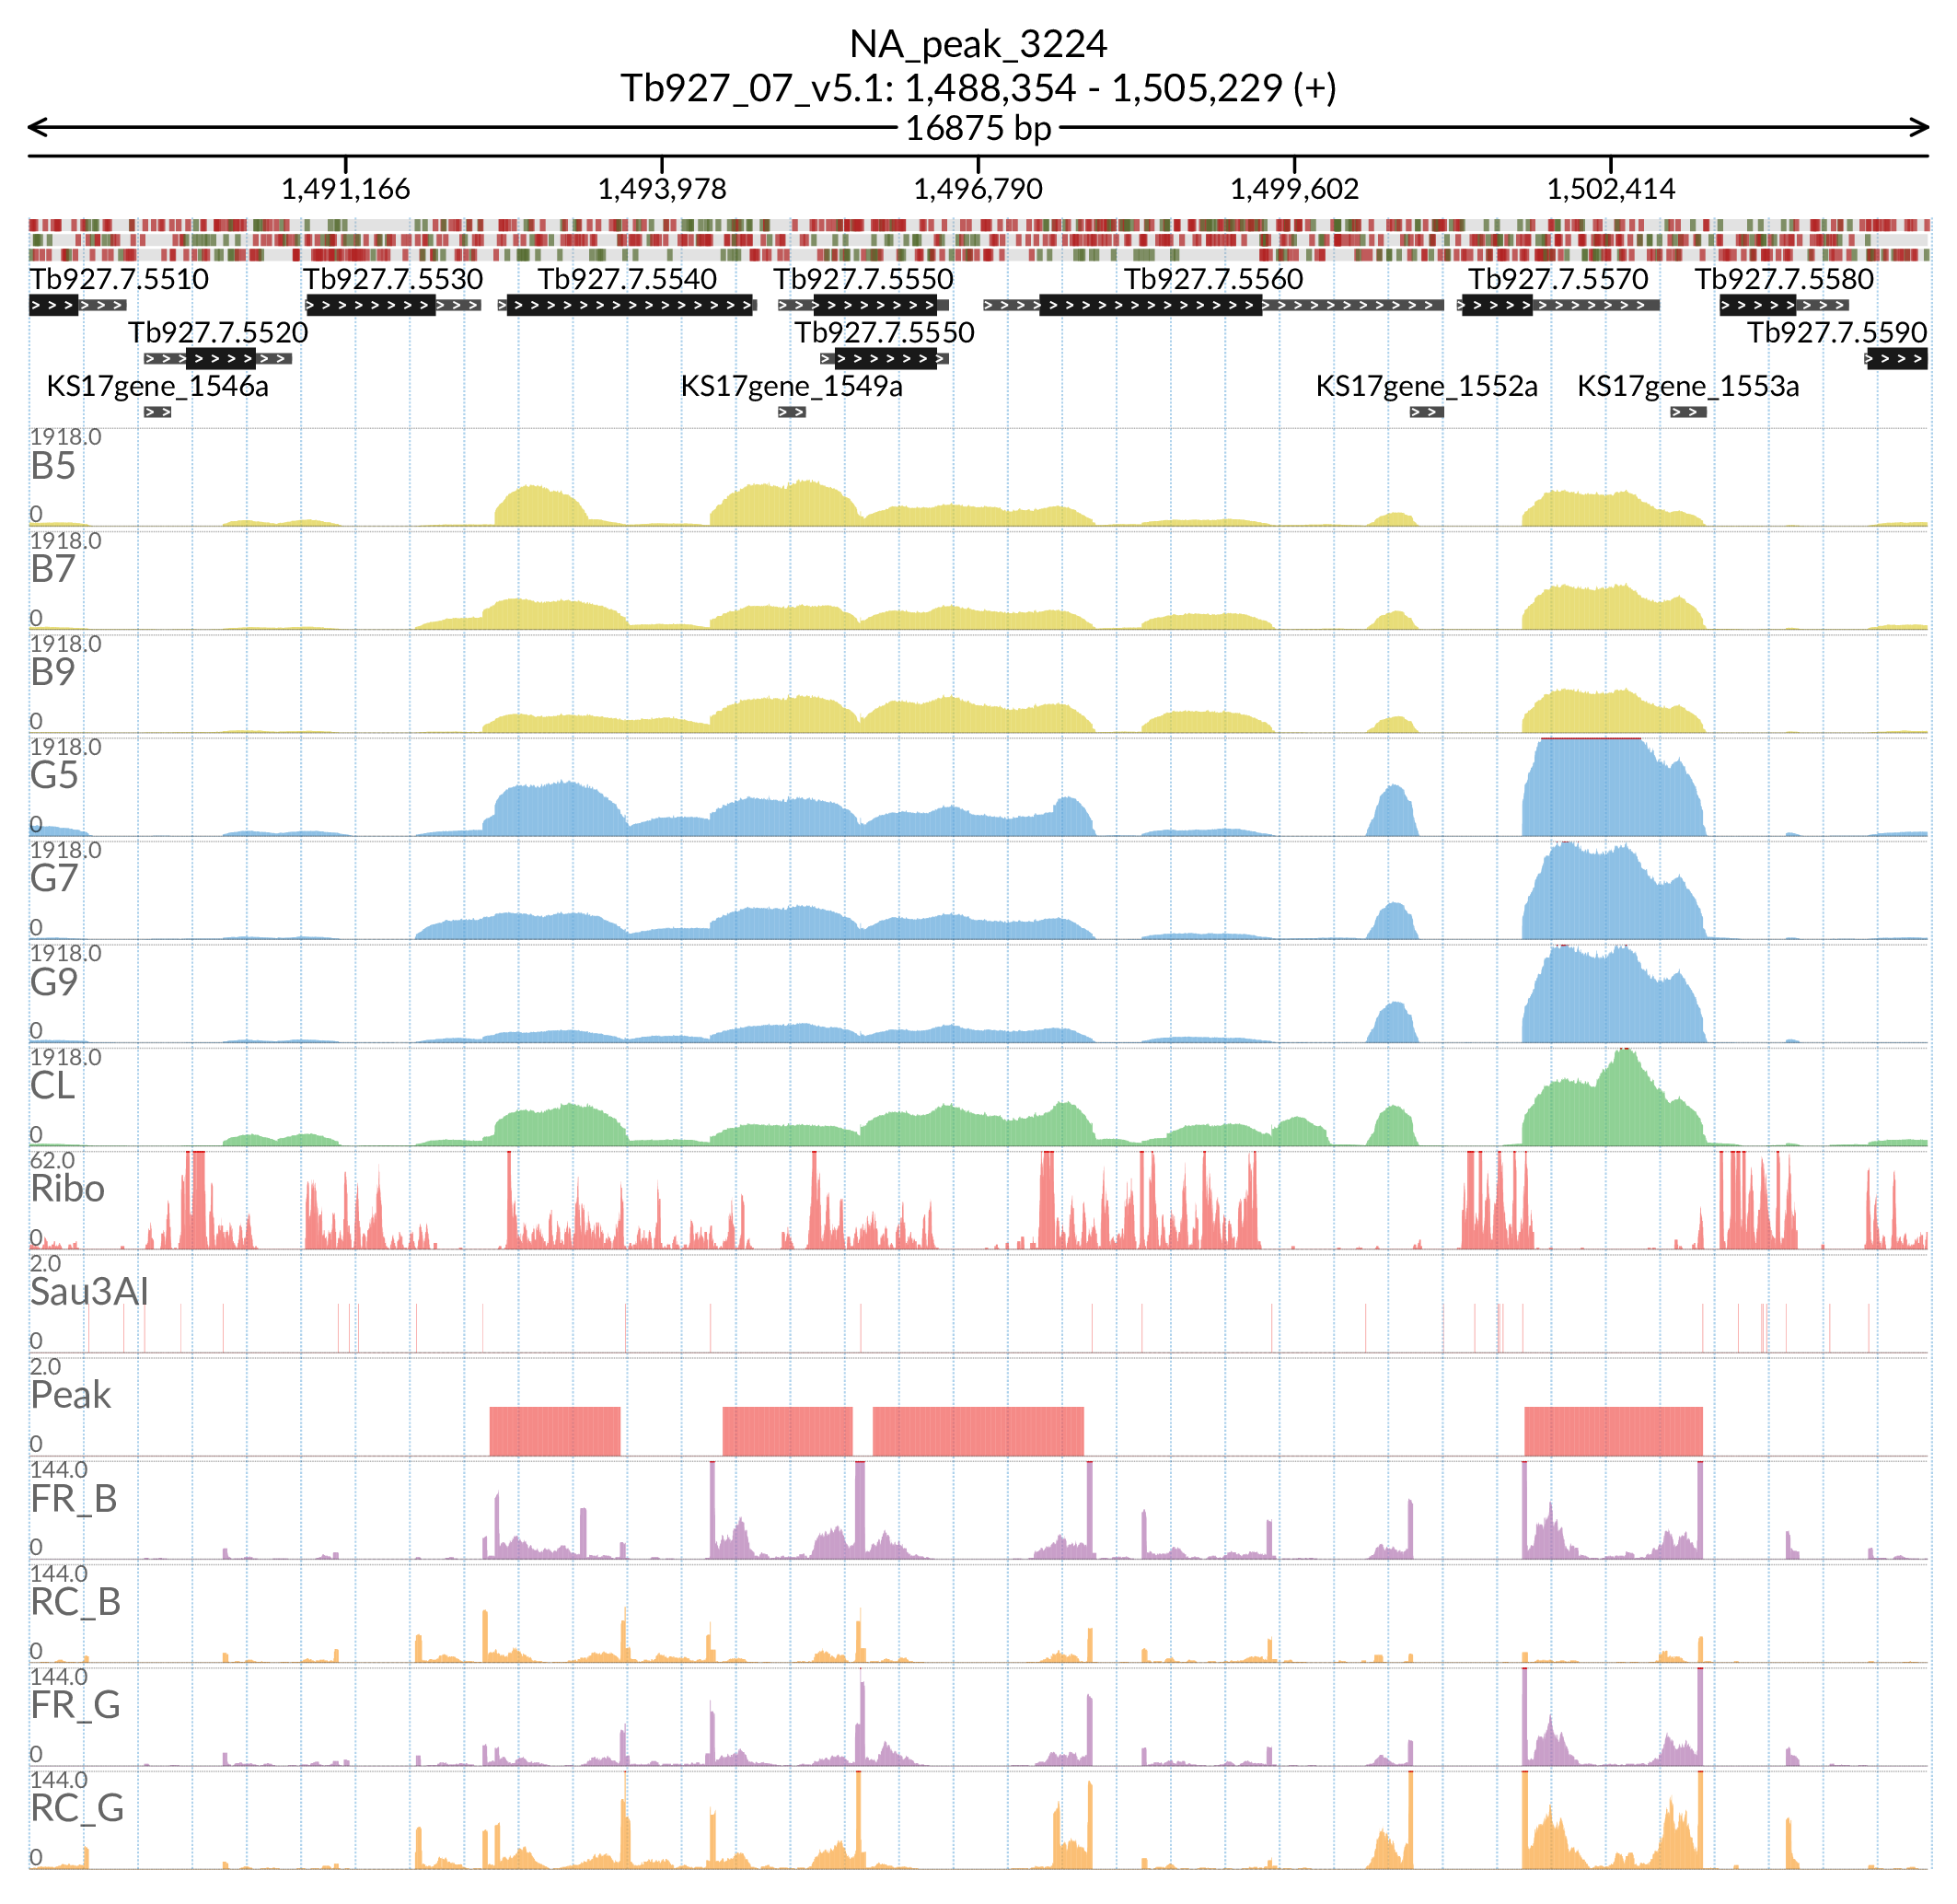 NA_peak_3224
Tb927_07_v5.1: 1,488,354 - 1,505,229 (+)
16875 bp
1,491,166 1,493,978 1,496,790 1,499,602 1,502,414
Tb927.7.5510 Tb927.7.5530 Tb927.7.5540 Tb927.7.5550 Tb927.7.5560 Tb927.7.5570 Tb927.7.5580
Tb927.7.5520 Tb927.7.5550 Tb927.7.5590
KS17gene_1546a KS17gene_1549a KS17gene_1552a KS17gene_1553a
1918.0
B5
0
1918.0
B7
0
1918.0
B9
0
1918.0
G5
0
1918.0
G7
0
1918.0
G9
0
1918.0
CL
0
62.0
Ribo
0
2.0
Sau3AI
0
2.0
Peak
0
144.0
FR_B
0
144.0
RC_B
0
144.0
FR_G
0
144.0
RC_G
0